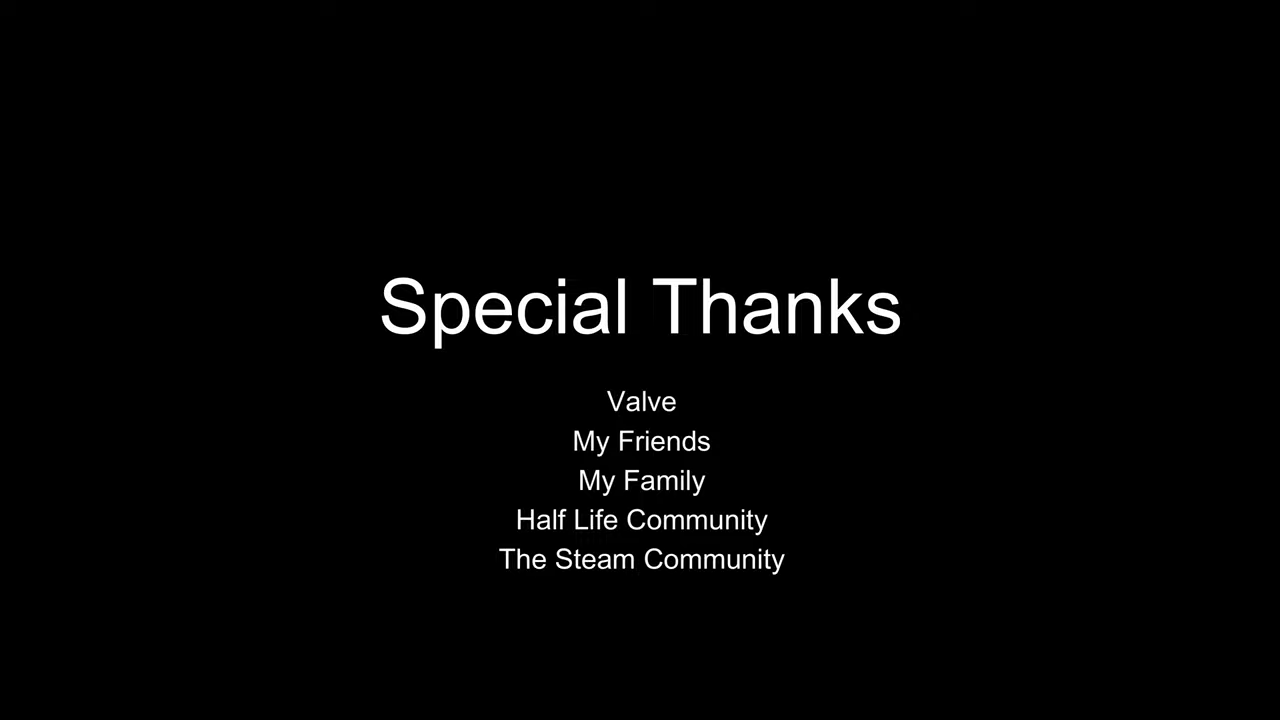 Special Thanks
Valve
My Friends
My Family
Half Life Community
The Steam Community